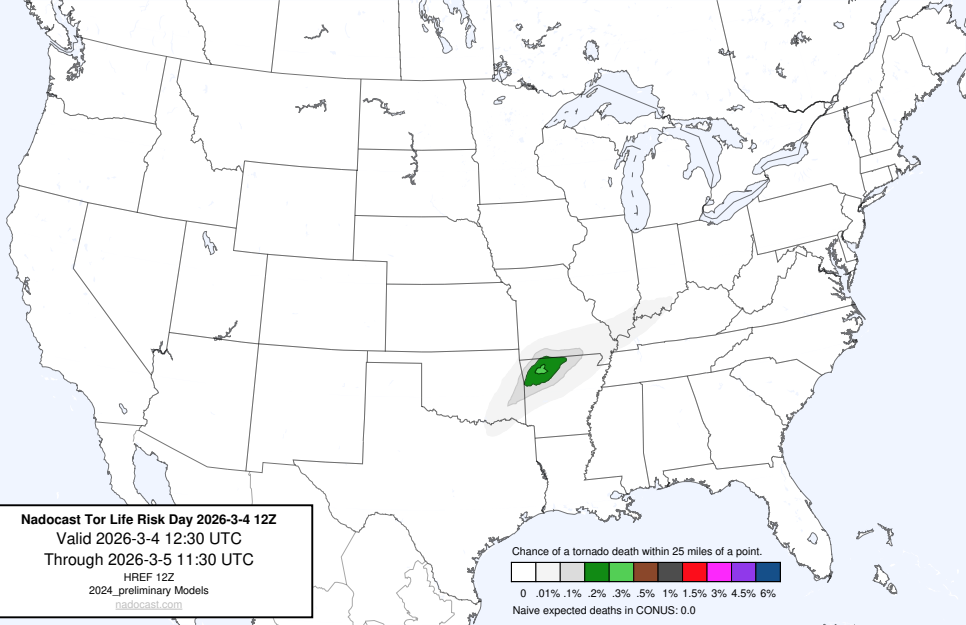 Nadocast Tor Life Risk Day 2026-3-4 12Z
Valid 2026-3-4 12:30 UTC
Through 2026-3-5 11:30 UTC
HREF 12Z
2024_preliminary Models
nadocast.com
Chance of a tornado death within 25 miles of a point.
0 .01% .1% .2% .3% .5% 1% 1.5% 3% 4.5% 6%
Naive expected deaths in CONUS: 0.0